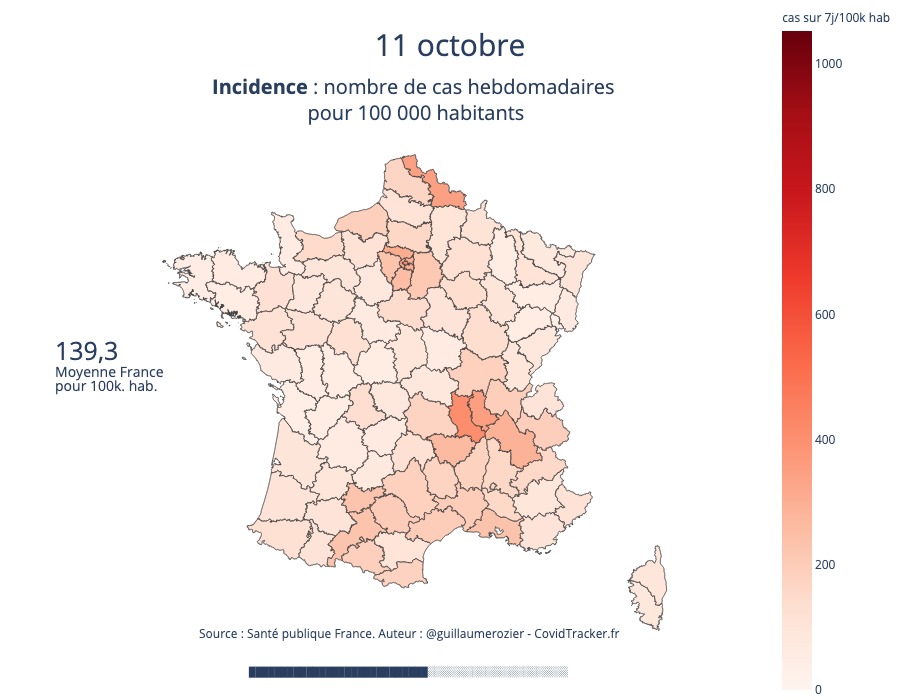 cas sur 7j/100k hab
11 octobre
Incidence : nombre de cas hebdomadaires
pour 100 000 habitants
1000
800
600
400
200
0
139,3
Moyenne France
pour 100k. hab.
Source : Santé publique France. Auteur : @guillaumerozier - CovidTracker.fr